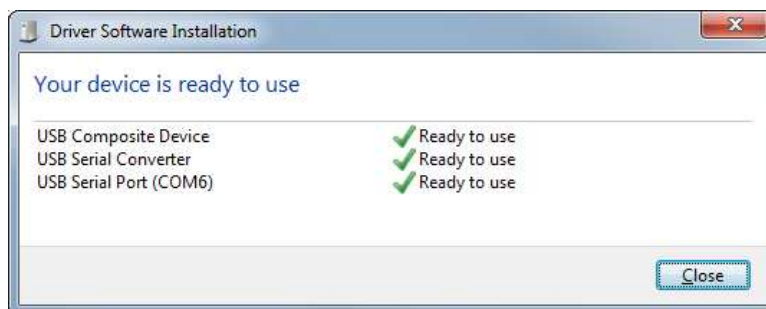 Driver Software Installation
Your device is ready to use
USB Composite Device Ready to use
USB Serial Converter Ready to use
USB Serial Port (COM6) Ready to use
Close